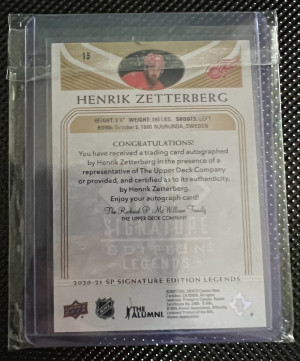 15
HENRIK ZETTERBERG
HEIGHT: 6'0" WEIGHT: 195 LBS. SHOOTS: LEFT
BORN: October 9, 1980 NJURUNDA, SWEDEN
CONGRATULATIONS!
You have received a trading card autographed
by Henrik Zetterberg in the presence of a
representative of The Upper Deck Company
or provided, and certified as to its authenticity,
by Henrik Zetterberg.
Enjoy your autograph card!
The Richard P. McWilliam Family
THE UPPER DECK COMPANY
LEGENDS
2020-21 SP SIGNATURE EDITION LEGENDS
NHL
THE
ALUMNI